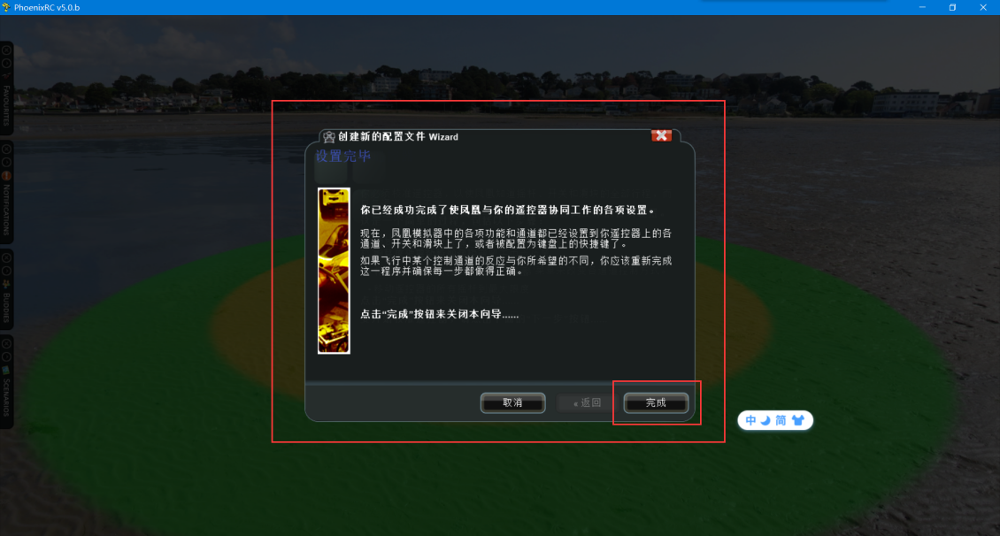 PhoenixRC v5.0.b
FAVOURITES
NOTIFICATIONS
BUDDIES
SCENARIOS
创建新的配置文件 Wizard
设置完毕
你已经成功完成了使凤凰与你的遥控器协同工作的各项设置。
现在，凤凰模拟器中的各项功能和通道都已经设置到你遥控器上的各
通道、开关和滑块上了，或者被配置为键盘上的快捷键了。
如果飞行中某个控制通道的反应与你所希望的不同，你应该重新完成
这一程序并确保每一步都做得正确。
点击“完成”按钮来关闭本向导......
取消
« 返回
完成
中 简